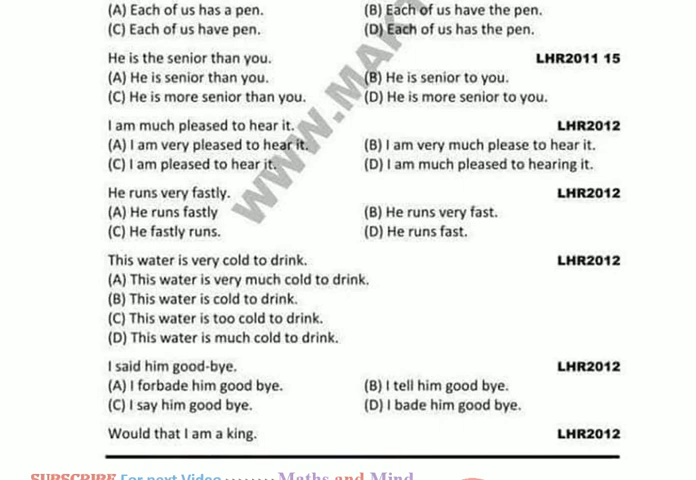 (A) Each of us has a pen. (B) Each of us have the pen.
(C) Each of us have pen. (D) Each of us has the pen.
He is the senior than you. LHR2011 15
(A) He is senior than you. (B) He is senior to you.
(C) He is more senior than you. (D) He is more senior to you.
I am much pleased to hear it. LHR2012
(A) I am very pleased to hear it. (B) I am very much please to hear it.
(C) I am pleased to hear it. (D) I am much pleased to hearing it.
He runs very fastly. LHR2012
(A) He runs fastly (B) He runs very fast.
(C) He fastly runs. (D) He runs fast.
This water is very cold to drink. LHR2012
(A) This water is very much cold to drink.
(B) This water is cold to drink.
(C) This water is too cold to drink.
(D) This water is much cold to drink.
I said him good-bye. LHR2012
(A) I forbade him good bye. (B) I tell him good bye.
(C) I say him good bye. (D) I bade him good bye.
Would that I am a king. LHR2012
SUBSCRIBE For next Video ........ Maths and Mind
WWW.MAKT